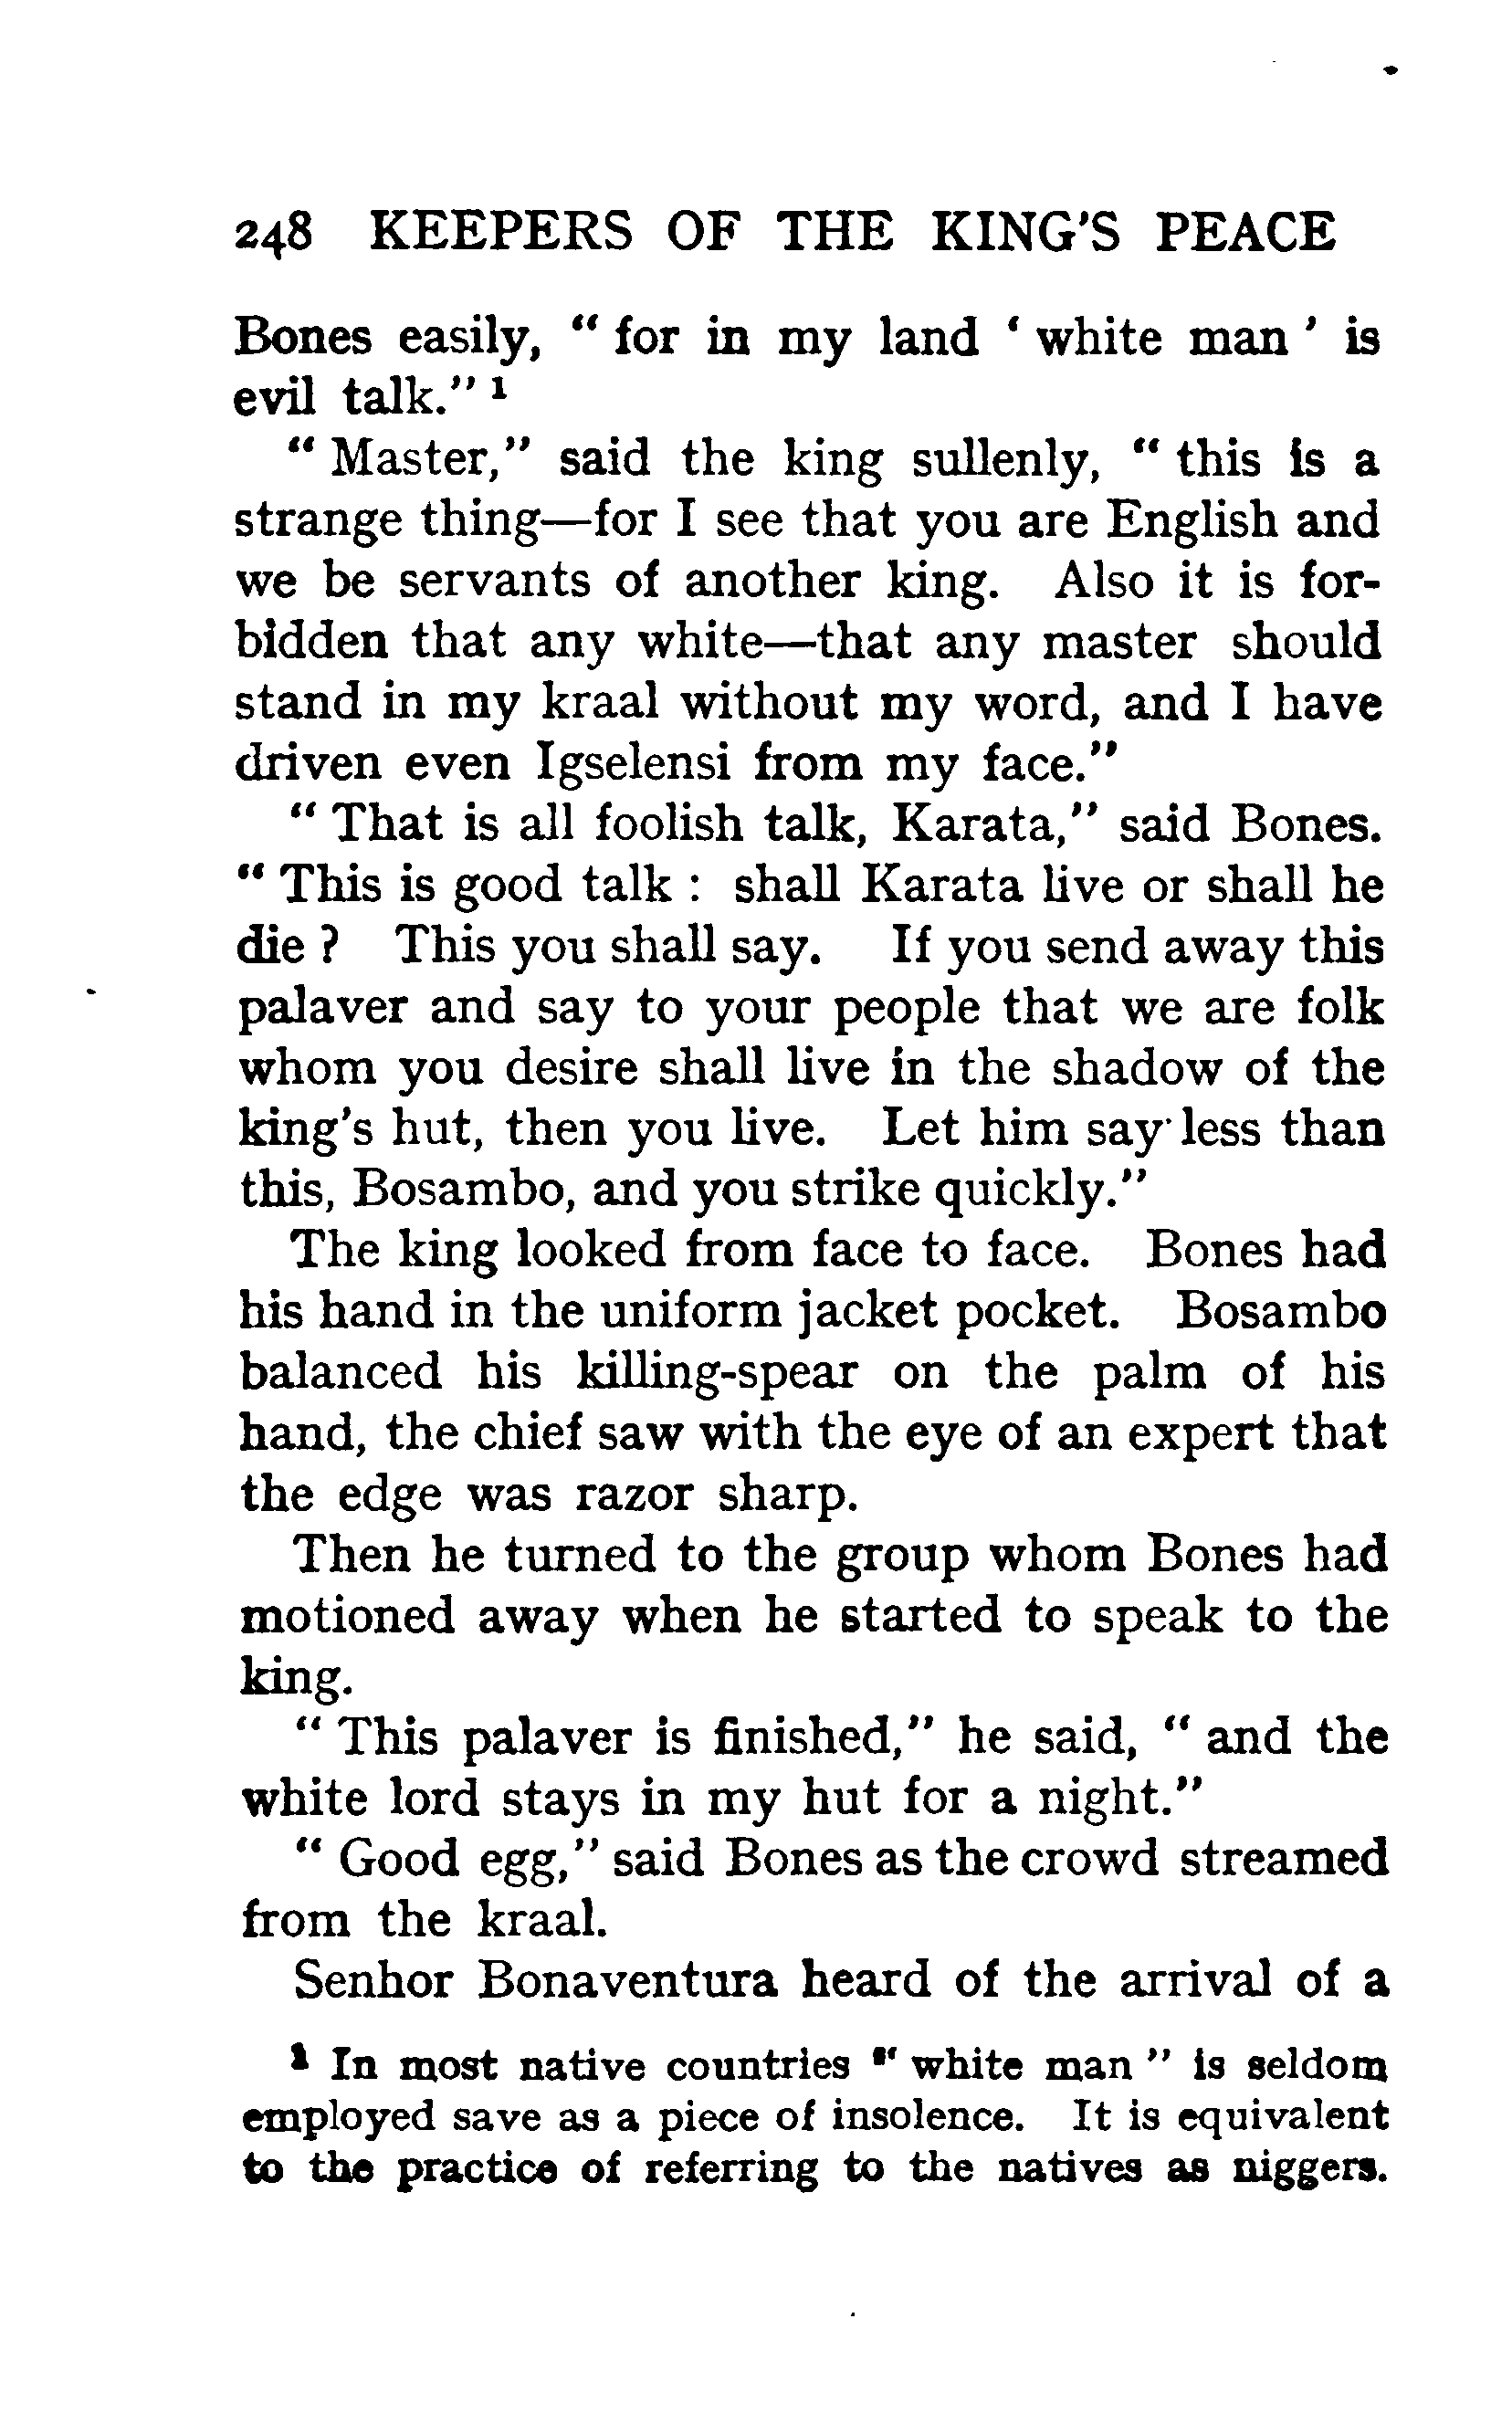 248 KEEPERS OF THE KING'S PEACE
Bones easily, " for in my land ' white man ' is
evil talk." ¹
" Master," said the king sullenly, " this is a
strange thing—for I see that you are English and
we be servants of another king. Also it is for-
bidden that any white—that any master should
stand in my kraal without my word, and I have
driven even Igselensi from my face."
" That is all foolish talk, Karata," said Bones.
" This is good talk : shall Karata live or shall he
die ? This you shall say. If you send away this
palaver and say to your people that we are folk
whom you desire shall live in the shadow of the
king's hut, then you live. Let him say less than
this, Bosambo, and you strike quickly."
The king looked from face to face. Bones had
his hand in the uniform jacket pocket. Bosambo
balanced his killing-spear on the palm of his
hand, the chief saw with the eye of an expert that
the edge was razor sharp.
Then he turned to the group whom Bones had
motioned away when he started to speak to the
king.
" This palaver is finished," he said, " and the
white lord stays in my hut for a night."
" Good egg," said Bones as the crowd streamed
from the kraal.
Senhor Bonaventura heard of the arrival of a
¹ In most native countries " white man " is seldom
employed save as a piece of insolence. It is equivalent
to the practice of referring to the natives as niggers.